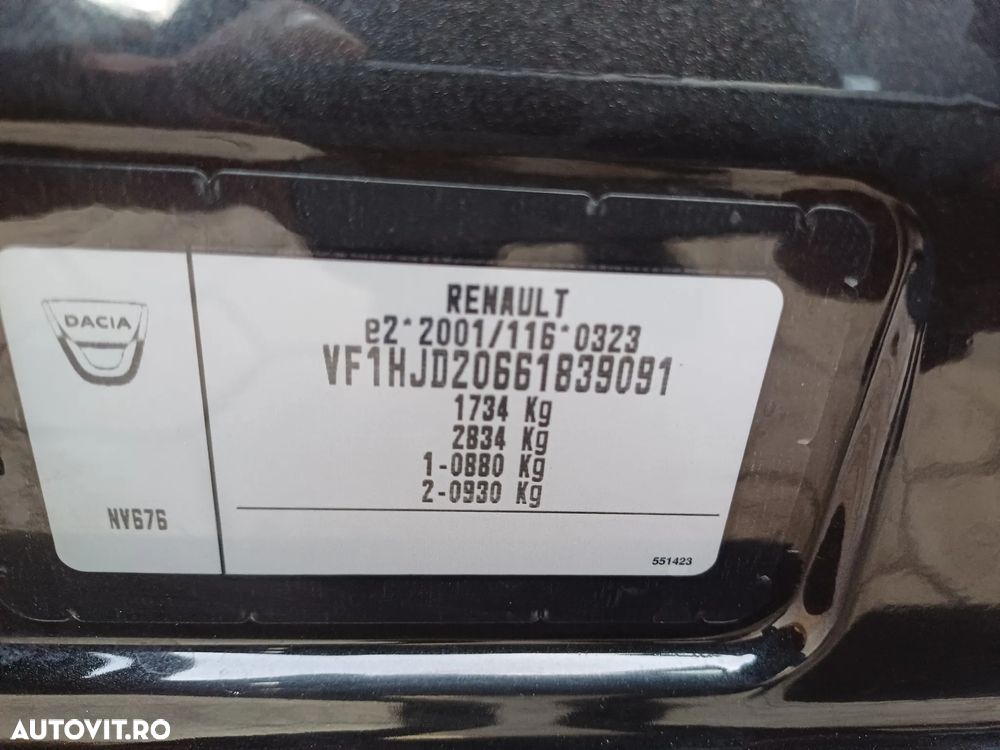 DACIA
NV676
RENAULT
e2*2001/116*0323
VF1HJD20661839091
1734 Kg
2834 Kg
1-0880 Kg
2-0930 Kg
551423
AUTOVIT.RO